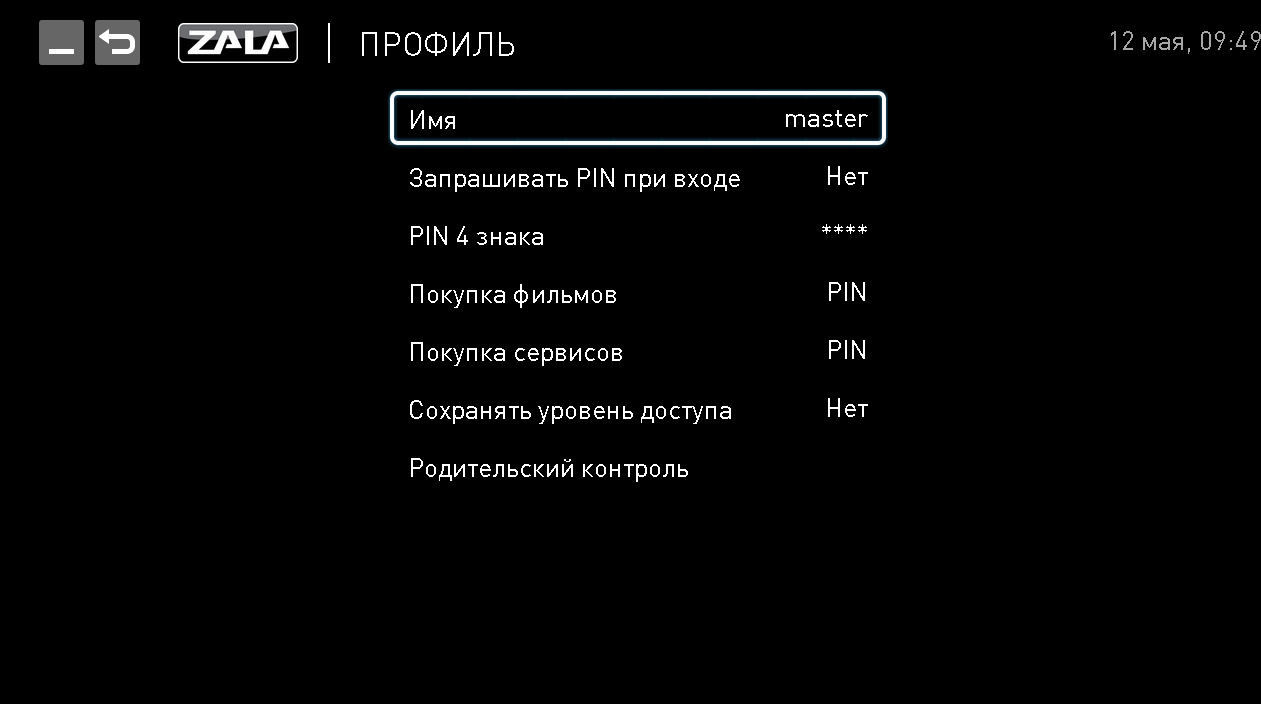 ZALA ПРОФИЛЬ 12 мая, 09:49
Имя master
Запрашивать PIN при входе Нет
PIN 4 знака ****
Покупка фильмов PIN
Покупка сервисов PIN
Сохранять уровень доступа Нет
Родительский контроль